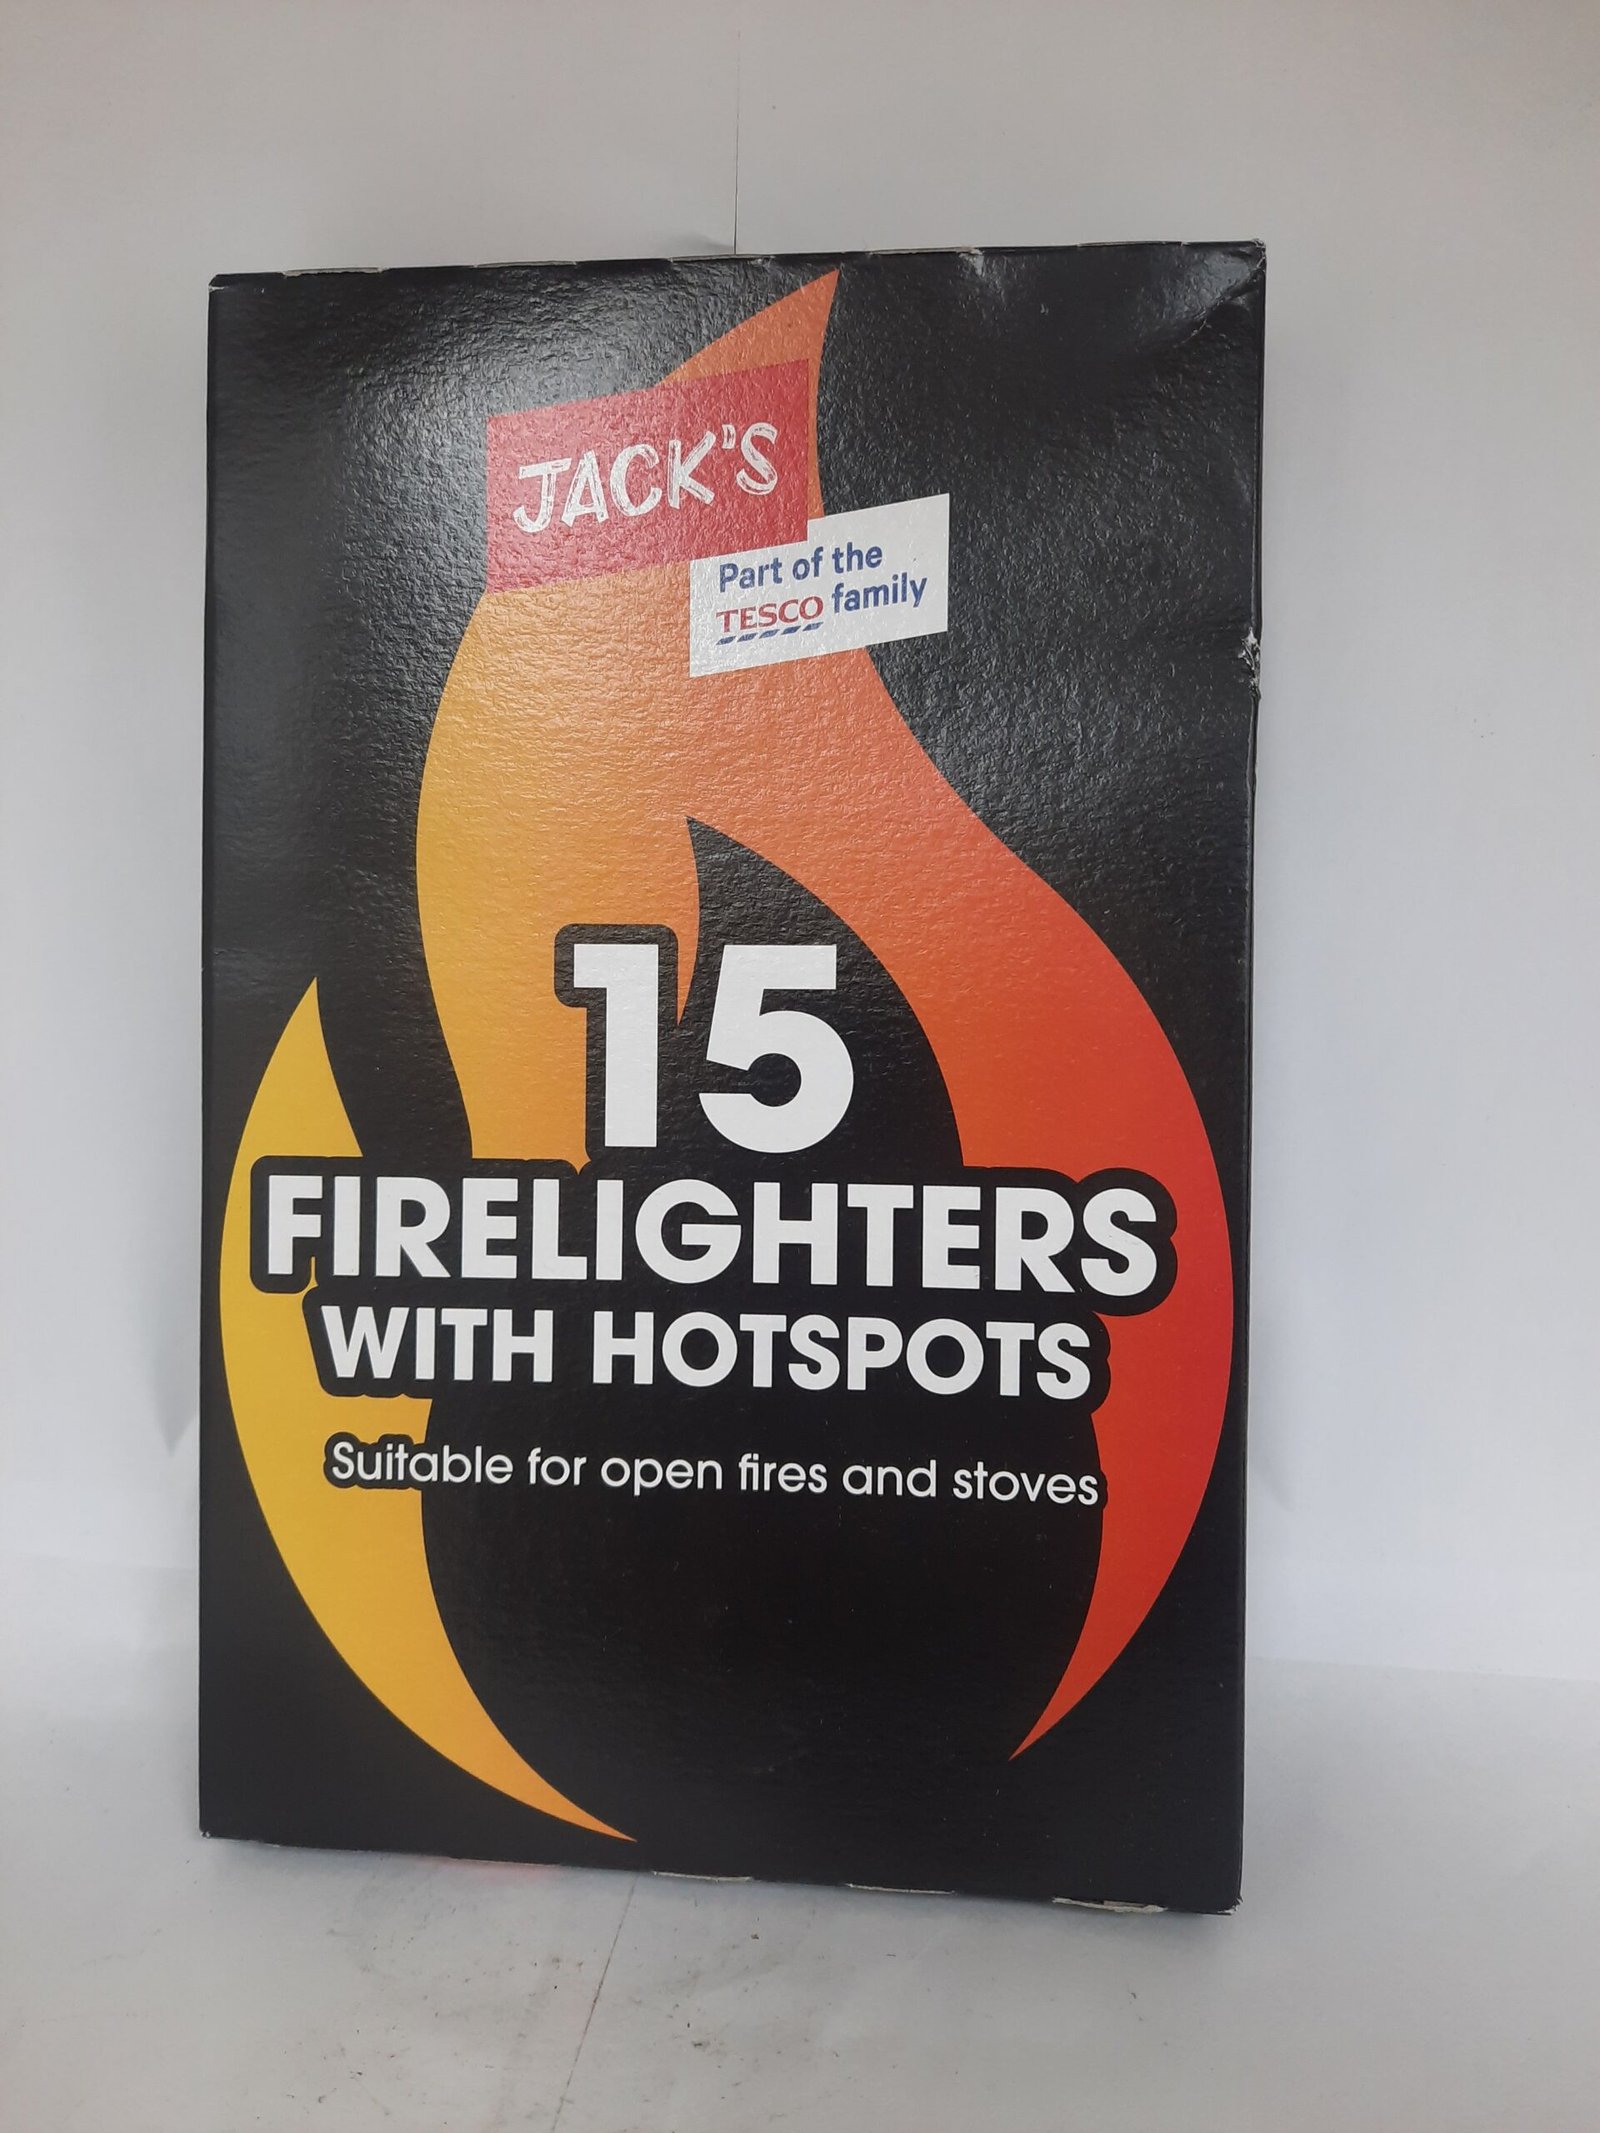 JACK'S
Part of the
TESCO family
15
FIRELIGHTERS
WITH HOTSPOTS
Suitable for open fires and stoves